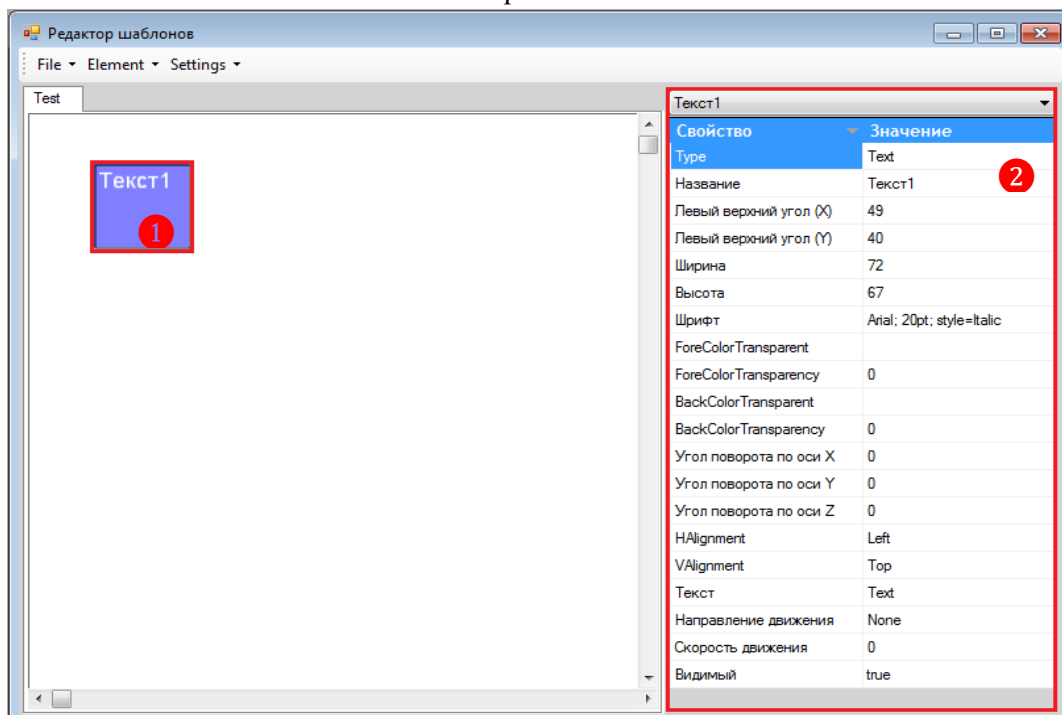 Редактор шаблонов
File Element Settings
Test
Текст1
1
Текст1
Свойство Значение
2
Type Text
Название Текст1
Левый верхний угол (X) 49
Левый верхний угол (Y) 40
Ширина 72
Высота 67
Шрифт Arial; 20pt; style=Italic
ForeColorTransparent
ForeColorTransparency 0
BackColorTransparent
BackColorTransparency 0
Угол поворота по оси X 0
Угол поворота по оси Y 0
Угол поворота по оси Z 0
HAlignment Left
VAlignment Top
Текст Text
Направление движения None
Скорость движения 0
Видимый true